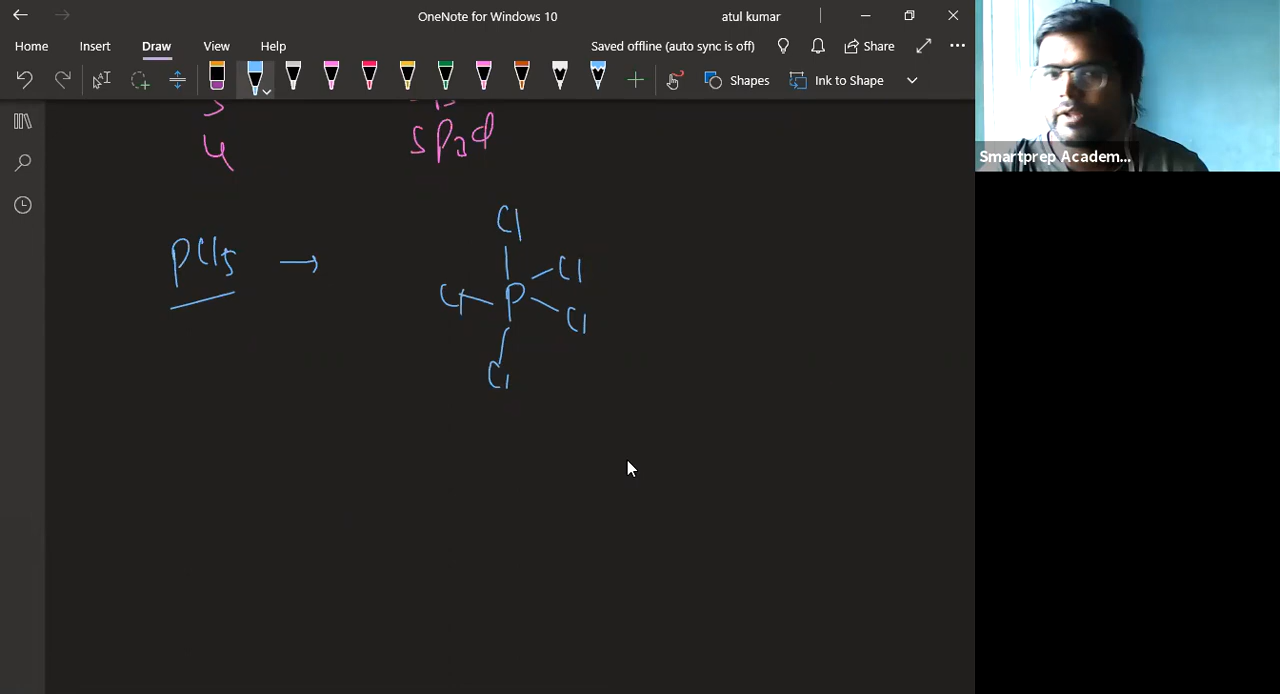 OneNote for Windows 10
atul kumar
Home Insert Draw View Help
Saved offline (auto sync is off)
Share
Shapes
Ink to Shape
Smartprep Academ...
4 sp3d
PCl5 →
Cl
Cl
Cl P
Cl
Cl